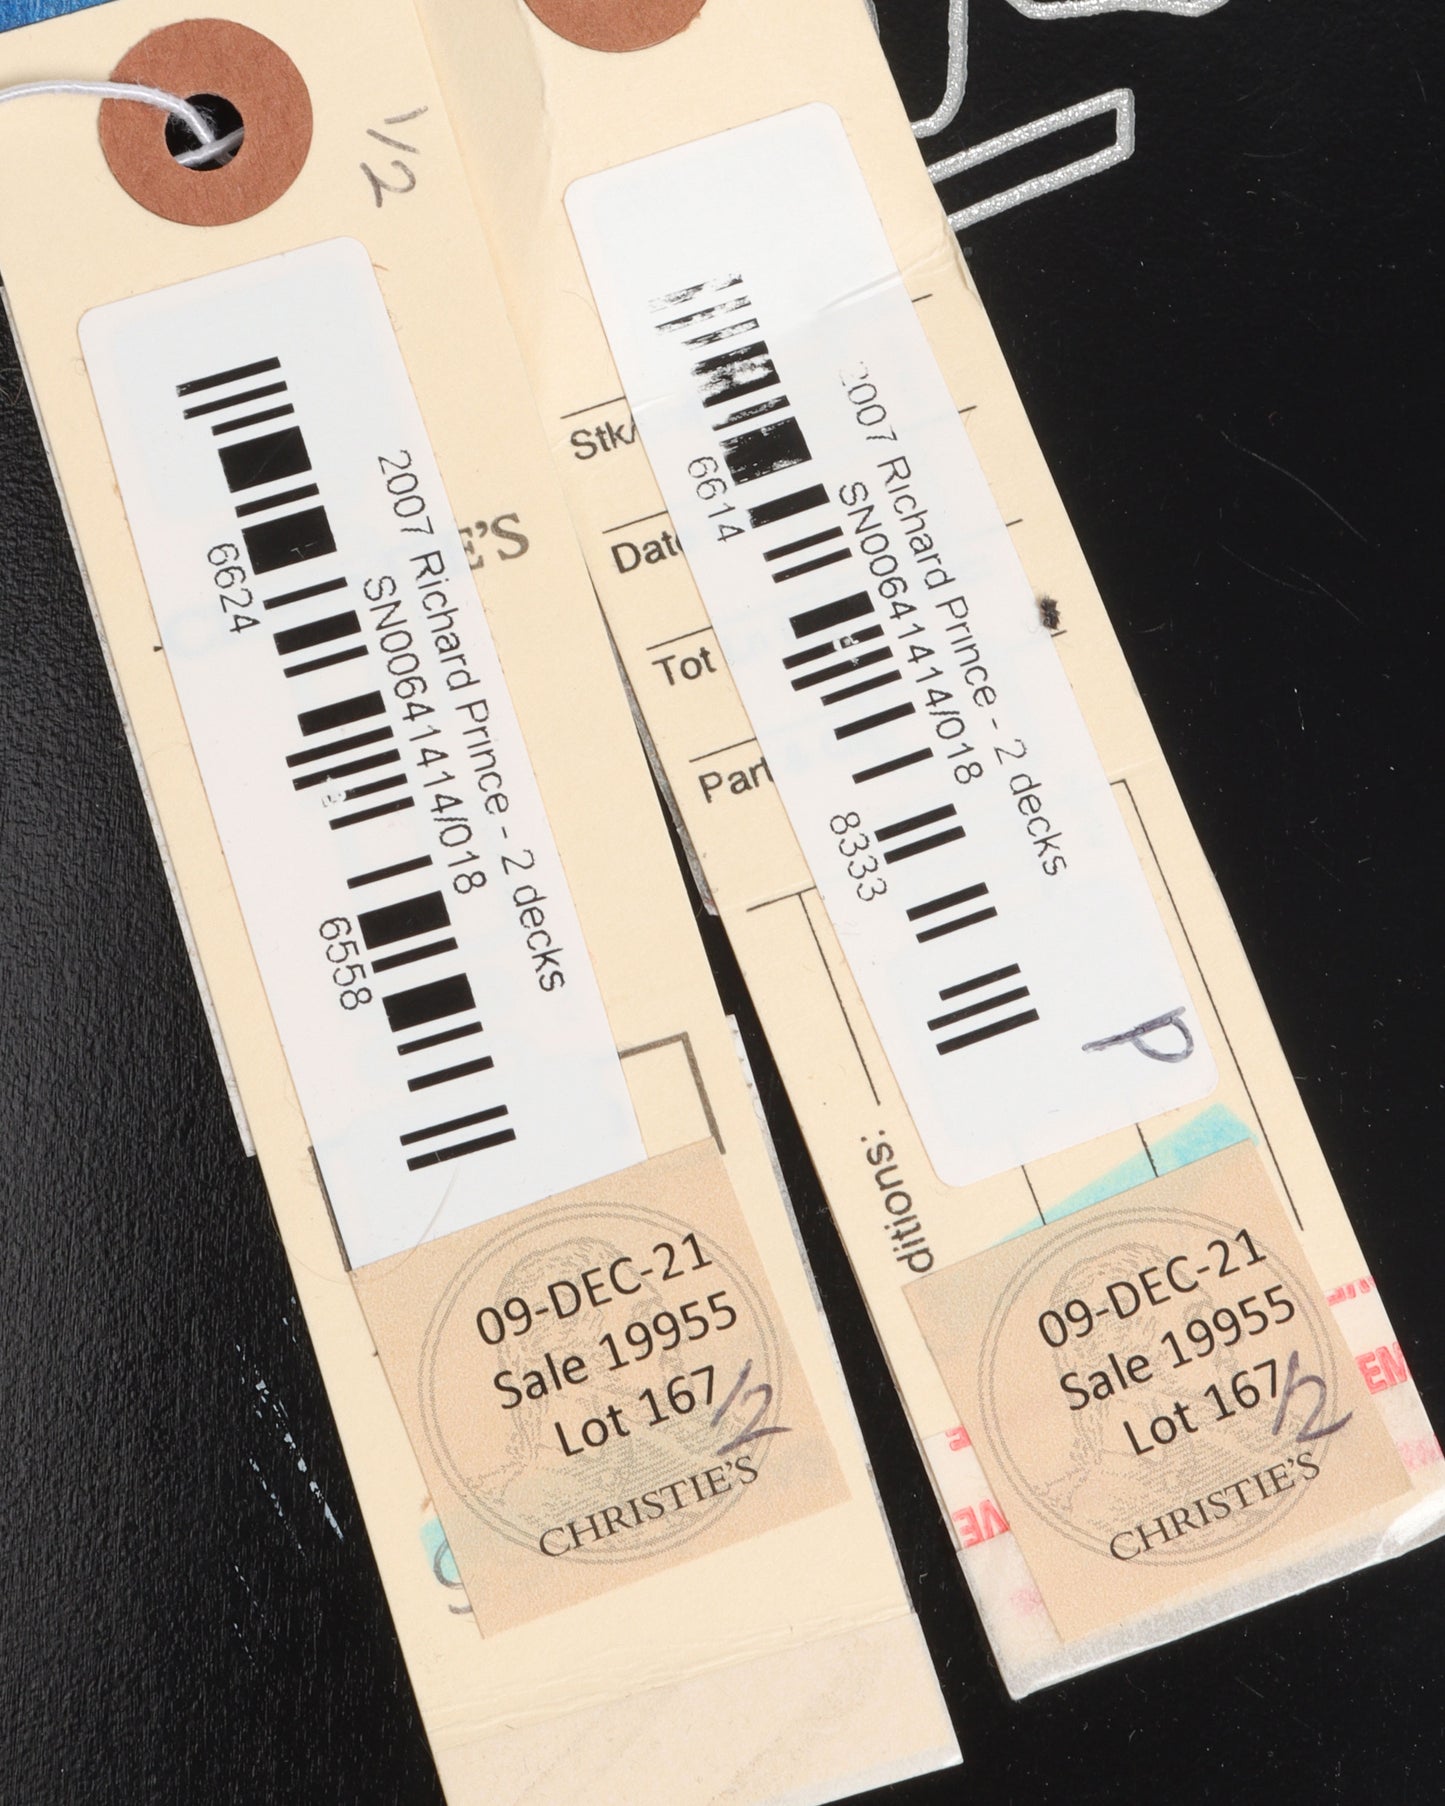 1/2
2007 Richard Prince - 2 decks
SN00641414/018
6624
6558
E'S
09-DEC-21
Sale 19955
Lot 167
/2
CHRISTIE'S
Stk/
Date
Tot
Part
2007 Richard Prince - 2 decks
SN00641414/018
6614
8333
P
ditions:
09-DEC-21
Sale 19955
Lot 167
/2
CHRISTIE'S
EM
VE